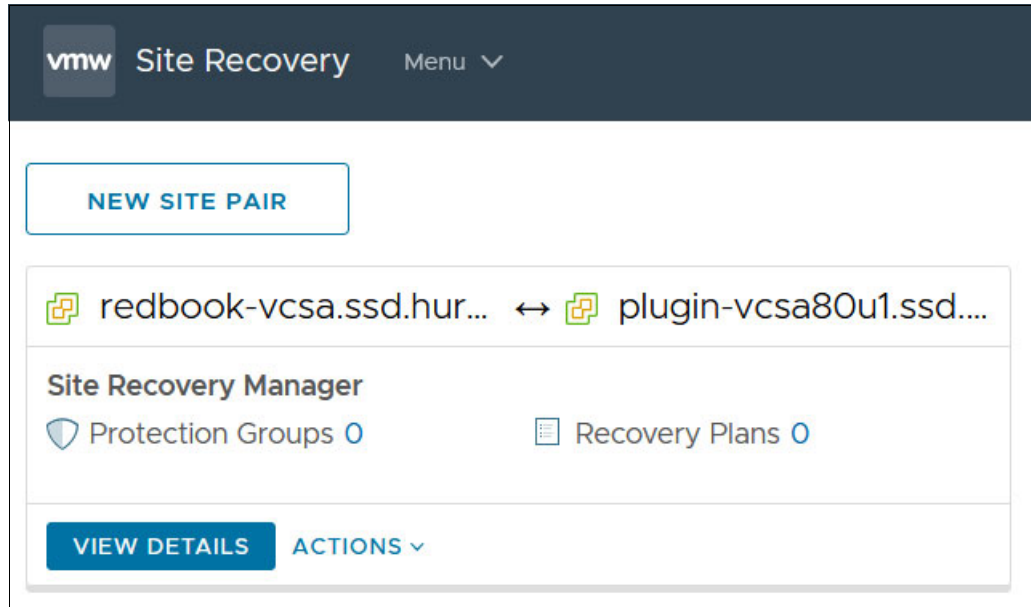 vmw Site Recovery Menu
NEW SITE PAIR
redbook-vcsa.ssd.hur... ↔ plugin-vcsa80u1.ssd....
Site Recovery Manager
Protection Groups 0 Recovery Plans 0
VIEW DETAILS ACTIONS